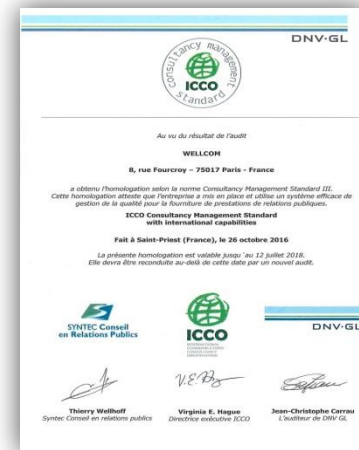 DNV·GL
consultancy management
ICCO
standard
Au vu du résultat de l'audit
WELLCOM
8, rue Fourcroy – 75017 Paris - France
a obtenu l'homologation selon la norme Consultancy Management Standard III.
Cette homologation atteste que l'entreprise a mis en place et utilise un système efficace de
gestion de la qualité pour la fourniture de prestations de relations publiques.
ICCO Consultancy Management Standard
with international capabilities
Fait à Saint-Priest (France), le 26 octobre 2016
La présente homologation est valable jusqu'au 12 juillet 2018.
Elle devra être reconduite au-delà de cette date par un nouvel audit.
SYNTEC Conseil
en Relations Publics
ICCO
INTERNATIONAL
COMMUNICATIONS
CONSULTANCY
ORGANISATION
DNV·GL
V.E. Hag
Thierry Wellhoff
Syntec Conseil en relations publics
Virginia E. Hague
Directrice exécutive ICCO
Jean-Christophe Carrau
L'auditeur de DNV GL